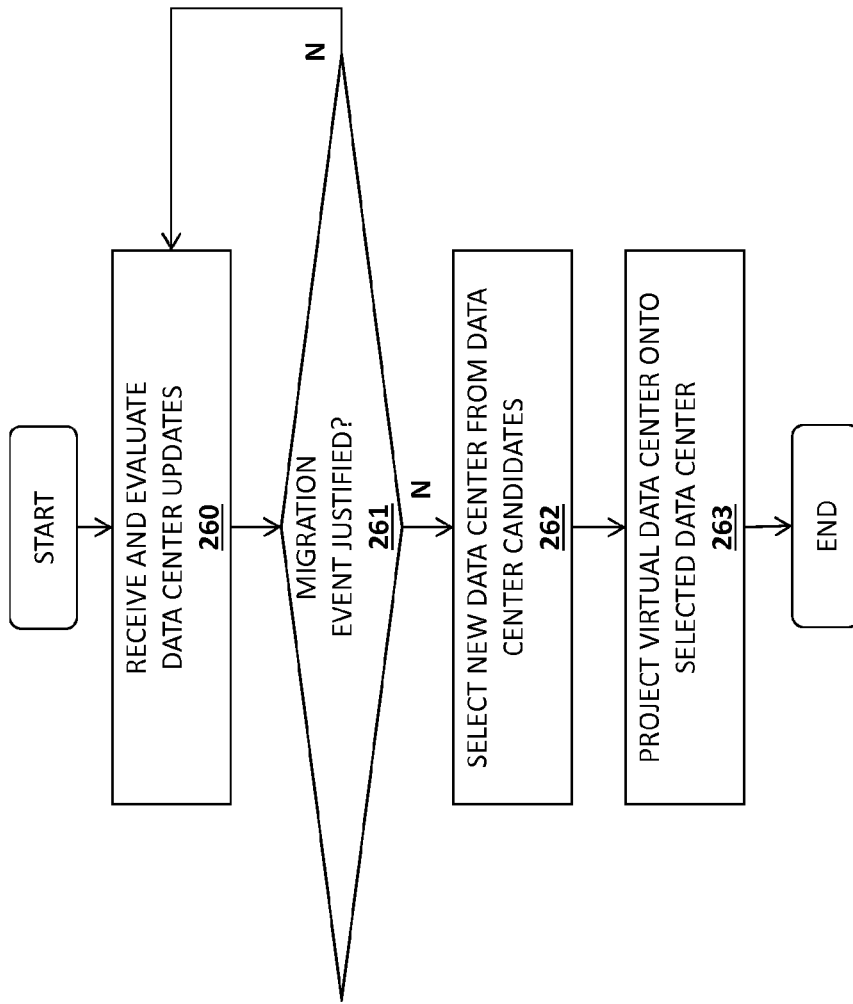 START
RECEIVE AND EVALUATE
DATA CENTER UPDATES
260
MIGRATION
EVENT JUSTIFIED?
261
N
N
SELECT NEW DATA CENTER FROM DATA
CENTER CANDIDATES
262
PROJECT VIRTUAL DATA CENTER ONTO
SELECTED DATA CENTER
263
END